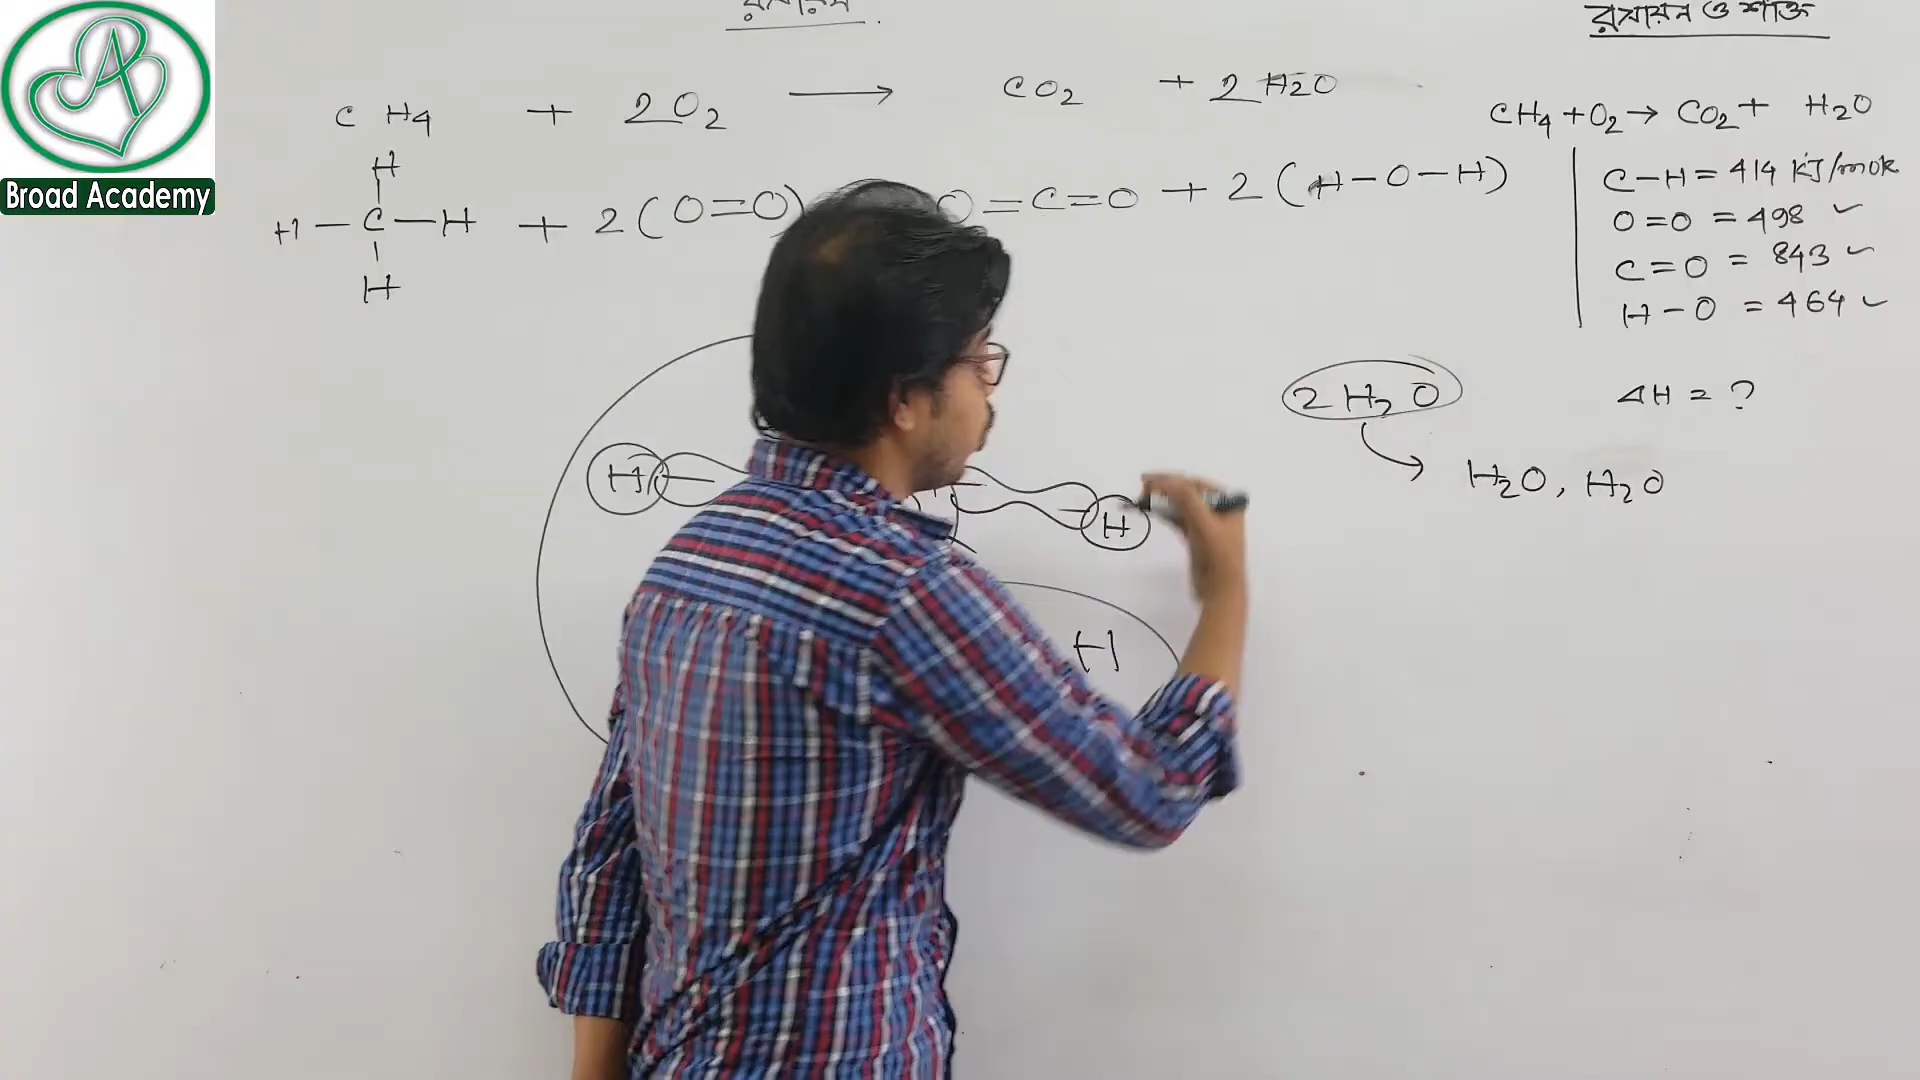 Broad Academy
রসায়ন
রসায়ন ও শক্তি
CH4 + 2O2 → CO2 + 2H2O
H
H – C – H + 2(O=O) O=C=O + 2(H–O–H)
H
CH4 + O2 → CO2 + H2O
C–H = 414 kJ/mole
O=O = 498 ✓
C=O = 843 ✓
H–O = 464 ✓
ΔH = ?
2H2O
H2O, H2O
H
H
H